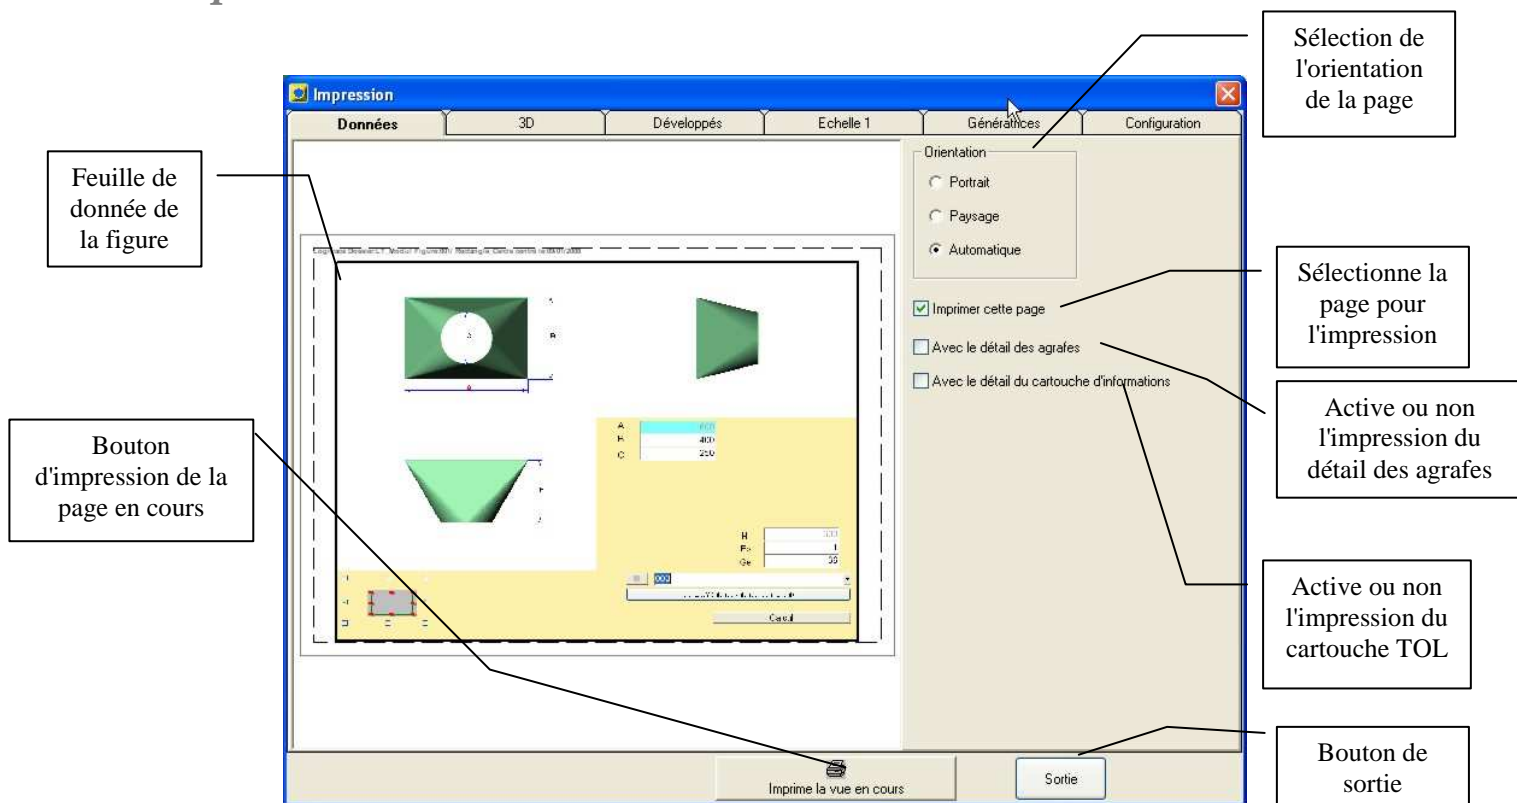 Sélection de
l'orientation
de la page
Impression
Données
3D
Développés
Echelle 1
Génératrices
Configuration
Feuille de
donnée de
la figure
Orientation
Portrait
Paysage
Automatique
Sélectionne la
page pour
l'impression
Imprimer cette page
Avec le détail des agrafes
Avec le détail du cartouche d'informations
Active ou non
l'impression du
détail des agrafes
Bouton
d'impression de la
page en cours
A
B 400
C 250
H
Ep 1
Ge
Calcul
Active ou non
l'impression du
cartouche TOL
Bouton de
sortie
Imprime la vue en cours
Sortie